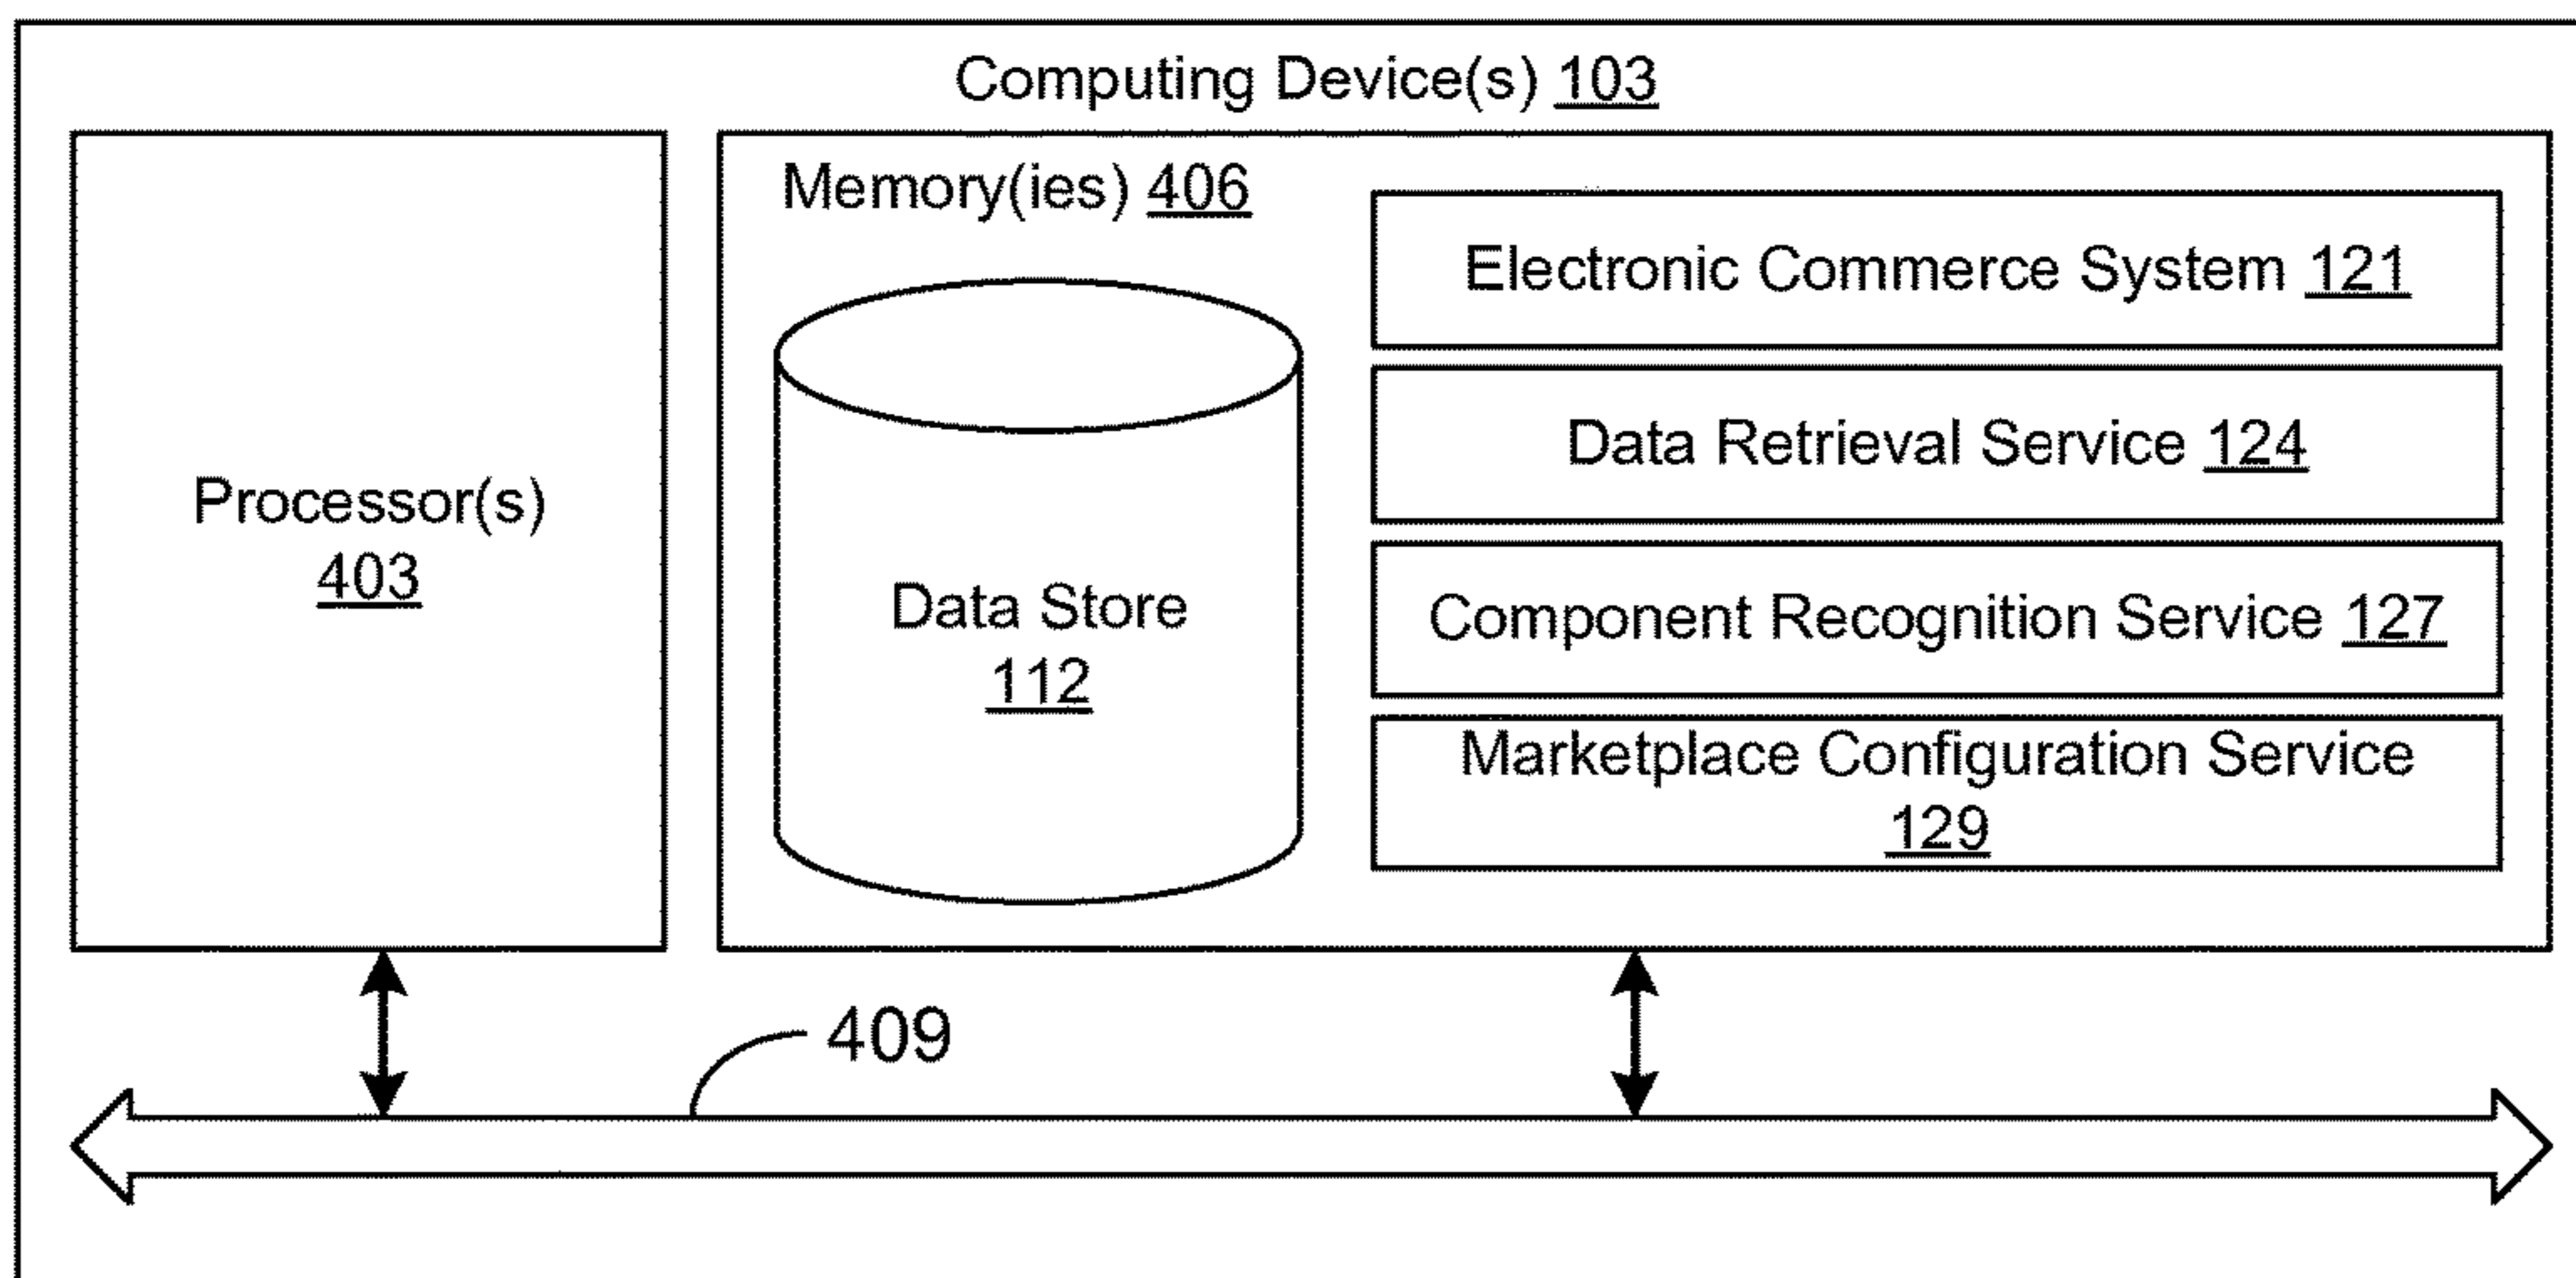 Computing Device(s) 103
Processor(s)
403
Memory(ies) 406
Data Store
112
Electronic Commerce System 121
Data Retrieval Service 124
Component Recognition Service 127
Marketplace Configuration Service
129
409